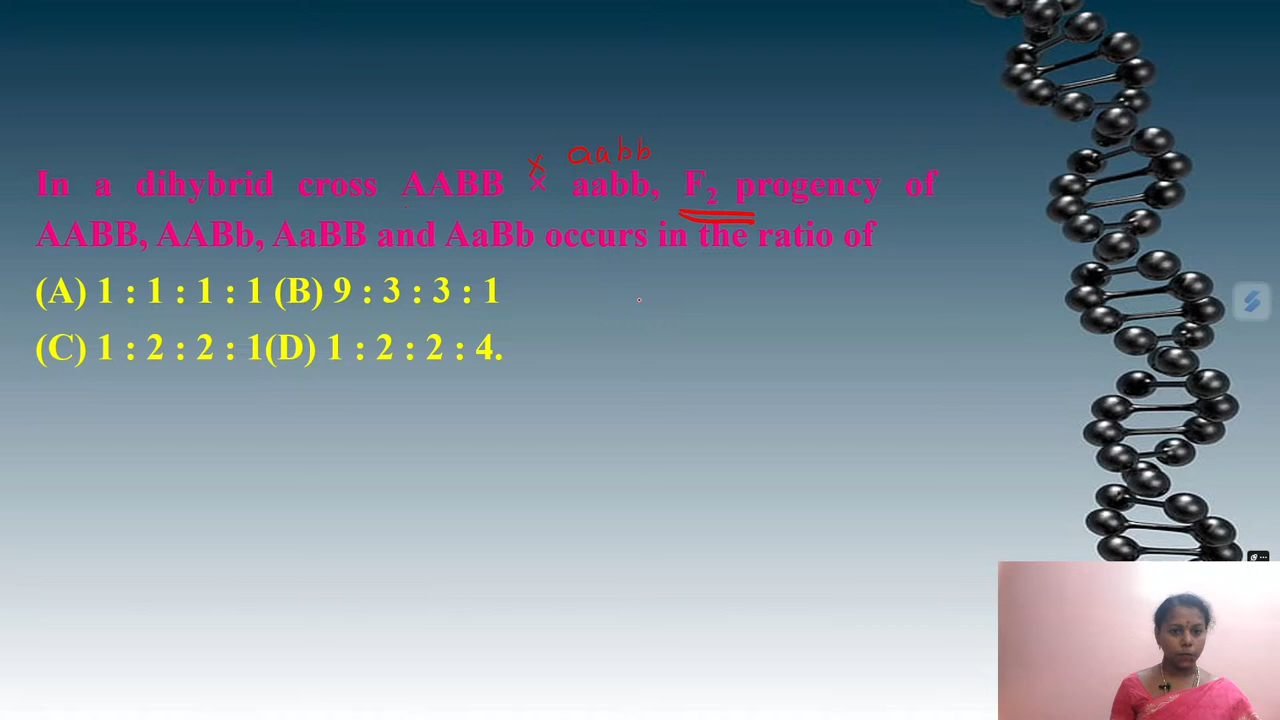 × aabb
In a dihybrid cross AABB × aabb, F₂ progency of
AABB, AABb, AaBB and AaBb occurs in the ratio of
(A) 1 : 1 : 1 : 1 (B) 9 : 3 : 3 : 1
(C) 1 : 2 : 2 : 1(D) 1 : 2 : 2 : 4.